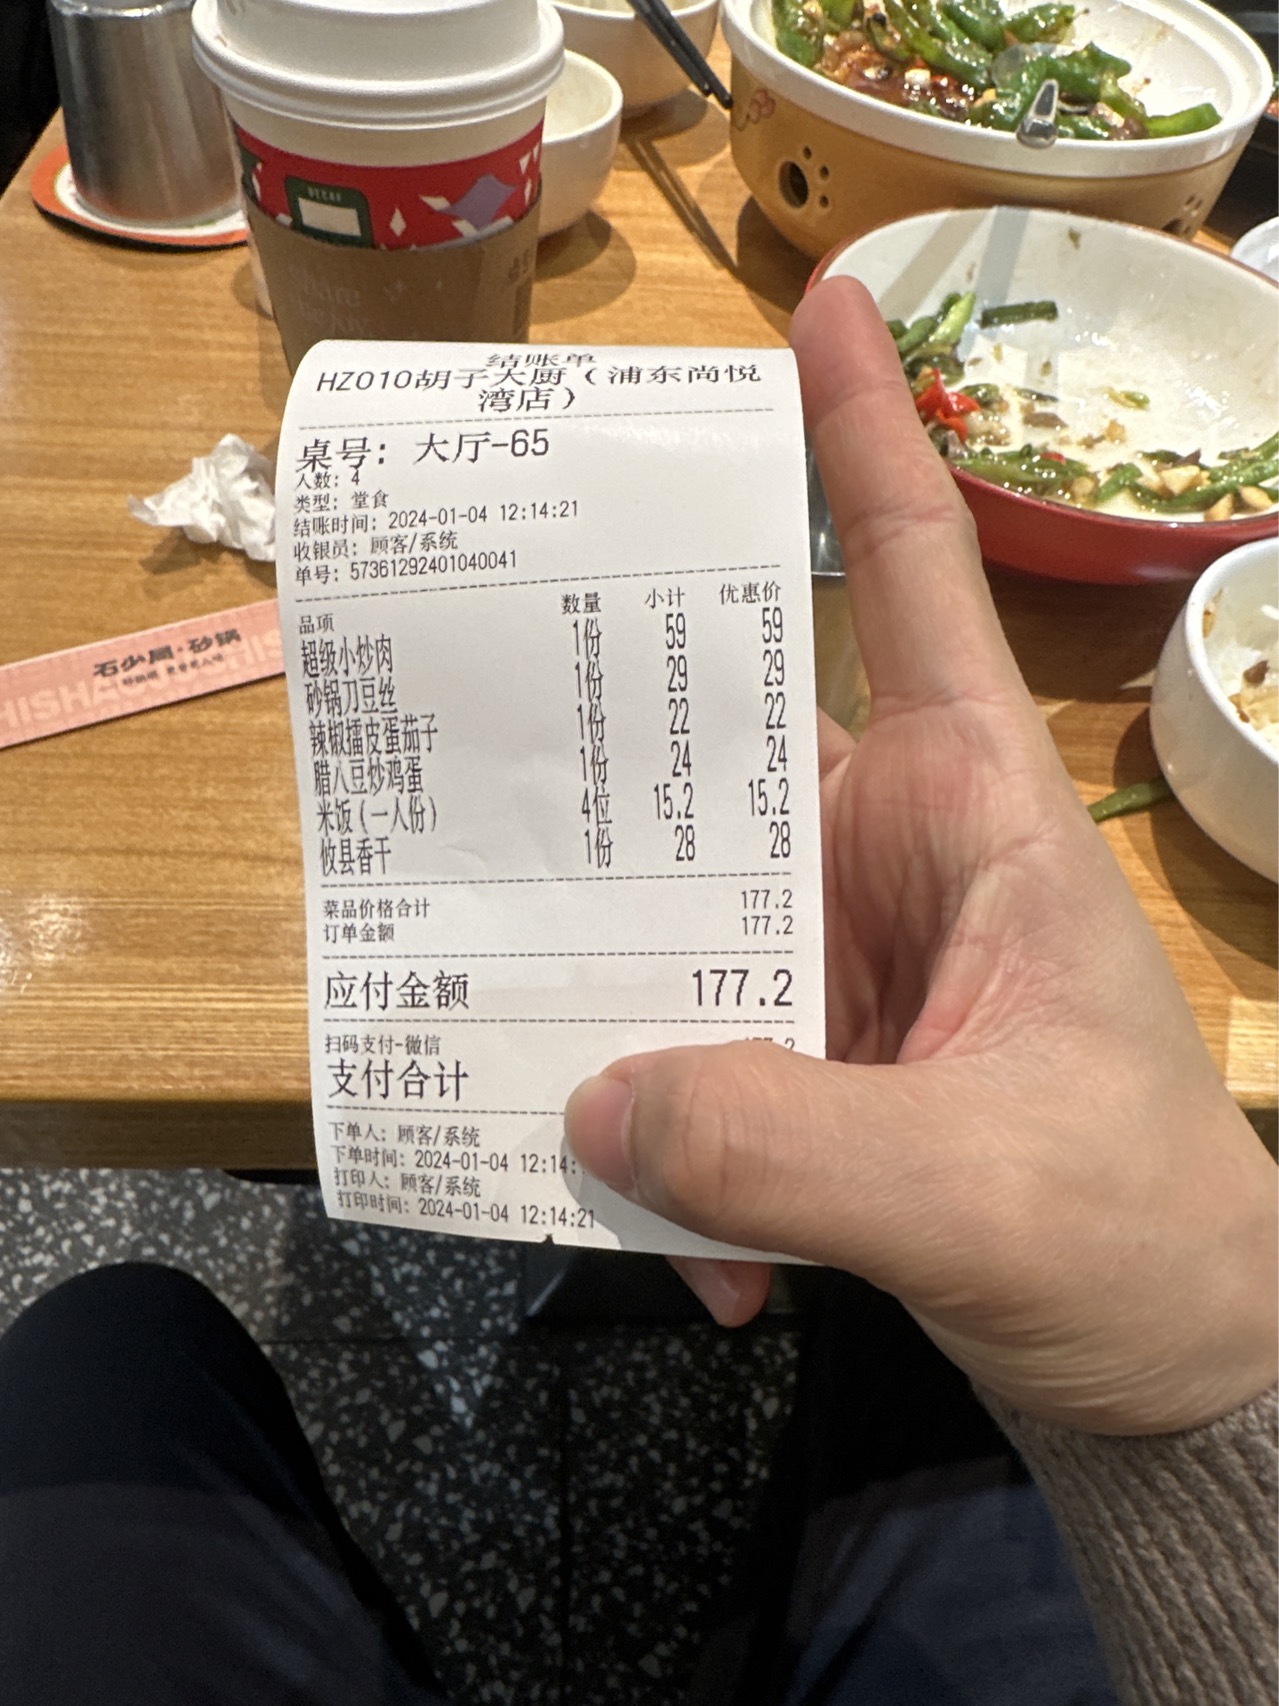 DECAF
share
the joy
结账单
HZ010胡子大厨（浦东尚悦
湾店）
桌号：大厅-65
人数：4
类型：堂食
结账时间：2024-01-04 12:14:21
收银员：顾客/系统
单号：57361292401040041
品项 数量 小计 优惠价
超级小炒肉 1份 59 59
砂锅刀豆丝 1份 29 29
辣椒擂皮蛋茄子 1份 22 22
腊八豆炒鸡蛋 1份 24 24
米饭（一人份） 4位 15.2 15.2
攸县香干 1份 28 28
菜品价格合计 177.2
订单金额 177.2
应付金额 177.2
扫码支付-微信 177.2
支付合计
下单人：顾客/系统
下单时间：2024-01-04 12:14:
打印人：顾客/系统
打印时间：2024-01-04 12:14:21
石少周·砂锅